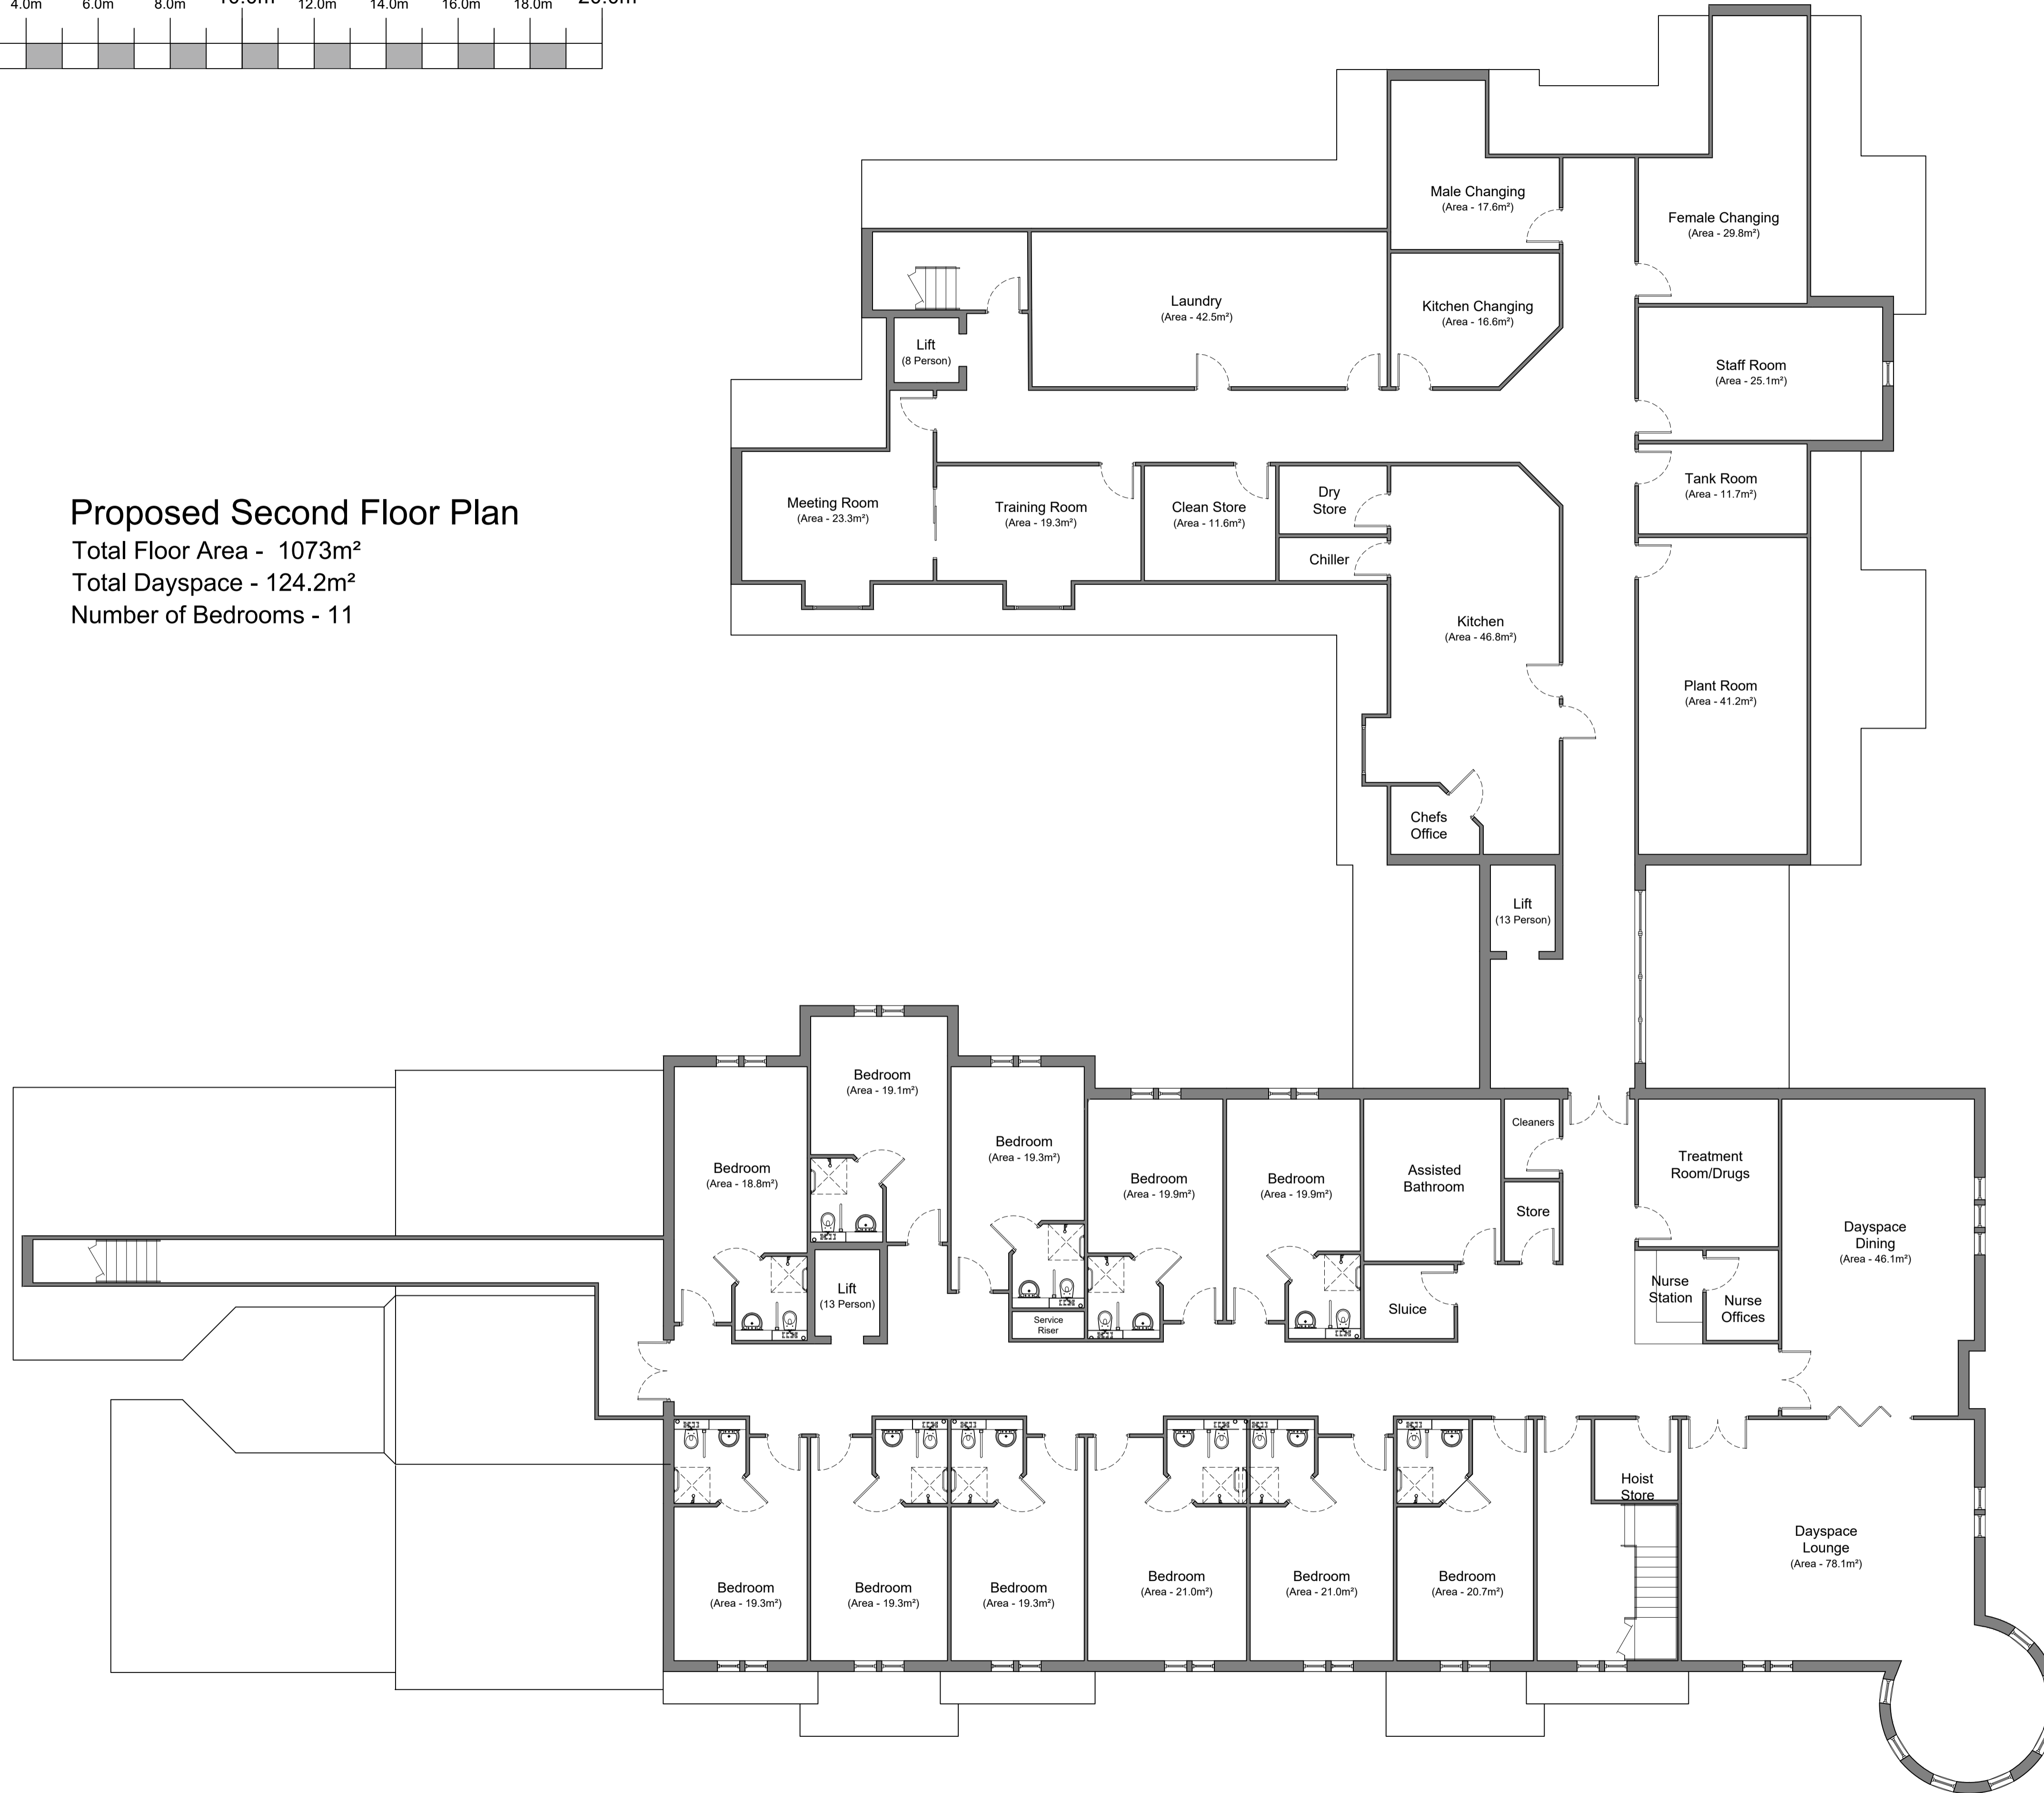 4.0m 6.0m 8.0m 10.0m 12.0m 14.0m 16.0m 18.0m 20.0m
Proposed Second Floor Plan
Total Floor Area - 1073m²
Total Dayspace - 124.2m²
Number of Bedrooms - 11
Male Changing
(Area - 17.6m²)
Female Changing
(Area - 29.8m²)
Laundry
(Area - 42.5m²)
Kitchen Changing
(Area - 16.6m²)
Lift
(8 Person)
Staff Room
(Area - 25.1m²)
Meeting Room
(Area - 23.3m²)
Training Room
(Area - 19.3m²)
Clean Store
(Area - 11.6m²)
Dry
Store
Chiller
Tank Room
(Area - 11.7m²)
Kitchen
(Area - 46.8m²)
Plant Room
(Area - 41.2m²)
Chefs
Office
Lift
(13 Person)
Bedroom
(Area - 18.8m²)
Bedroom
(Area - 19.1m²)
Bedroom
(Area - 19.3m²)
Bedroom
(Area - 19.9m²)
Bedroom
(Area - 19.9m²)
Assisted
Bathroom
Cleaners
Store
Treatment
Room/Drugs
Dayspace
Dining
(Area - 46.1m²)
Lift
(13 Person)
Service
Riser
Sluice
Nurse
Station
Nurse
Offices
Bedroom
(Area - 19.3m²)
Bedroom
(Area - 19.3m²)
Bedroom
(Area - 19.3m²)
Bedroom
(Area - 21.0m²)
Bedroom
(Area - 21.0m²)
Bedroom
(Area - 20.7m²)
Hoist
Store
Dayspace
Lounge
(Area - 78.1m²)